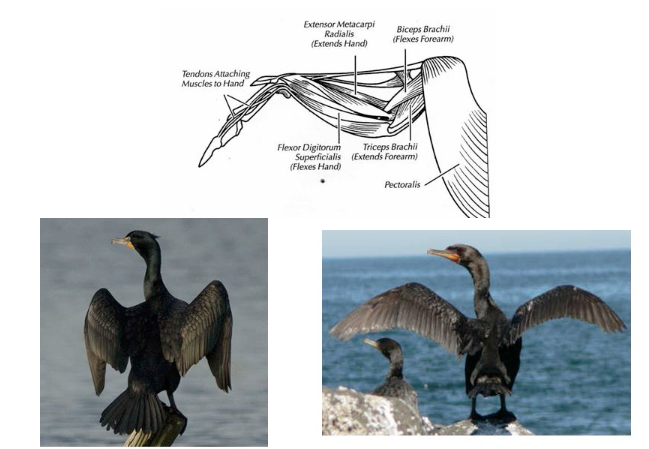 Extensor Metacarpi
Radialis
(Extends Hand)
Biceps Brachii
(Flexes Forearm)
Tendons Attaching
Muscles to Hand
Flexor Digitorum
Superficialis
(Flexes Hand)
Triceps Brachii
(Extends Forearm)
Pectoralis